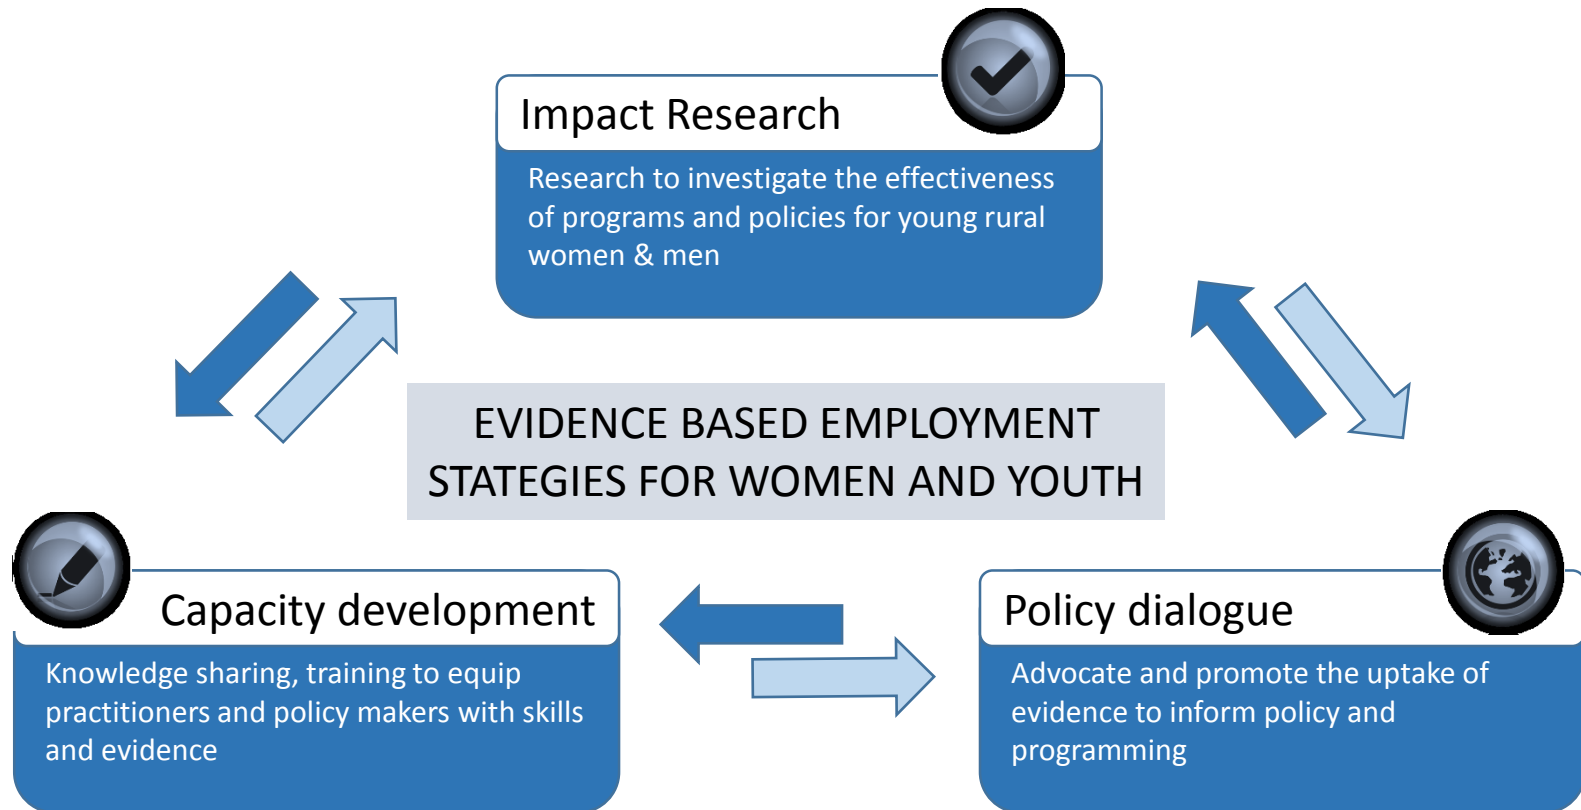 Impact Research
Research to investigate the effectiveness
of programs and policies for young rural
women & men
EVIDENCE BASED EMPLOYMENT
STATEGIES FOR WOMEN AND YOUTH
Capacity development
Knowledge sharing, training to equip
practitioners and policy makers with skills
and evidence
Policy dialogue
Advocate and promote the uptake of
evidence to inform policy and
programming